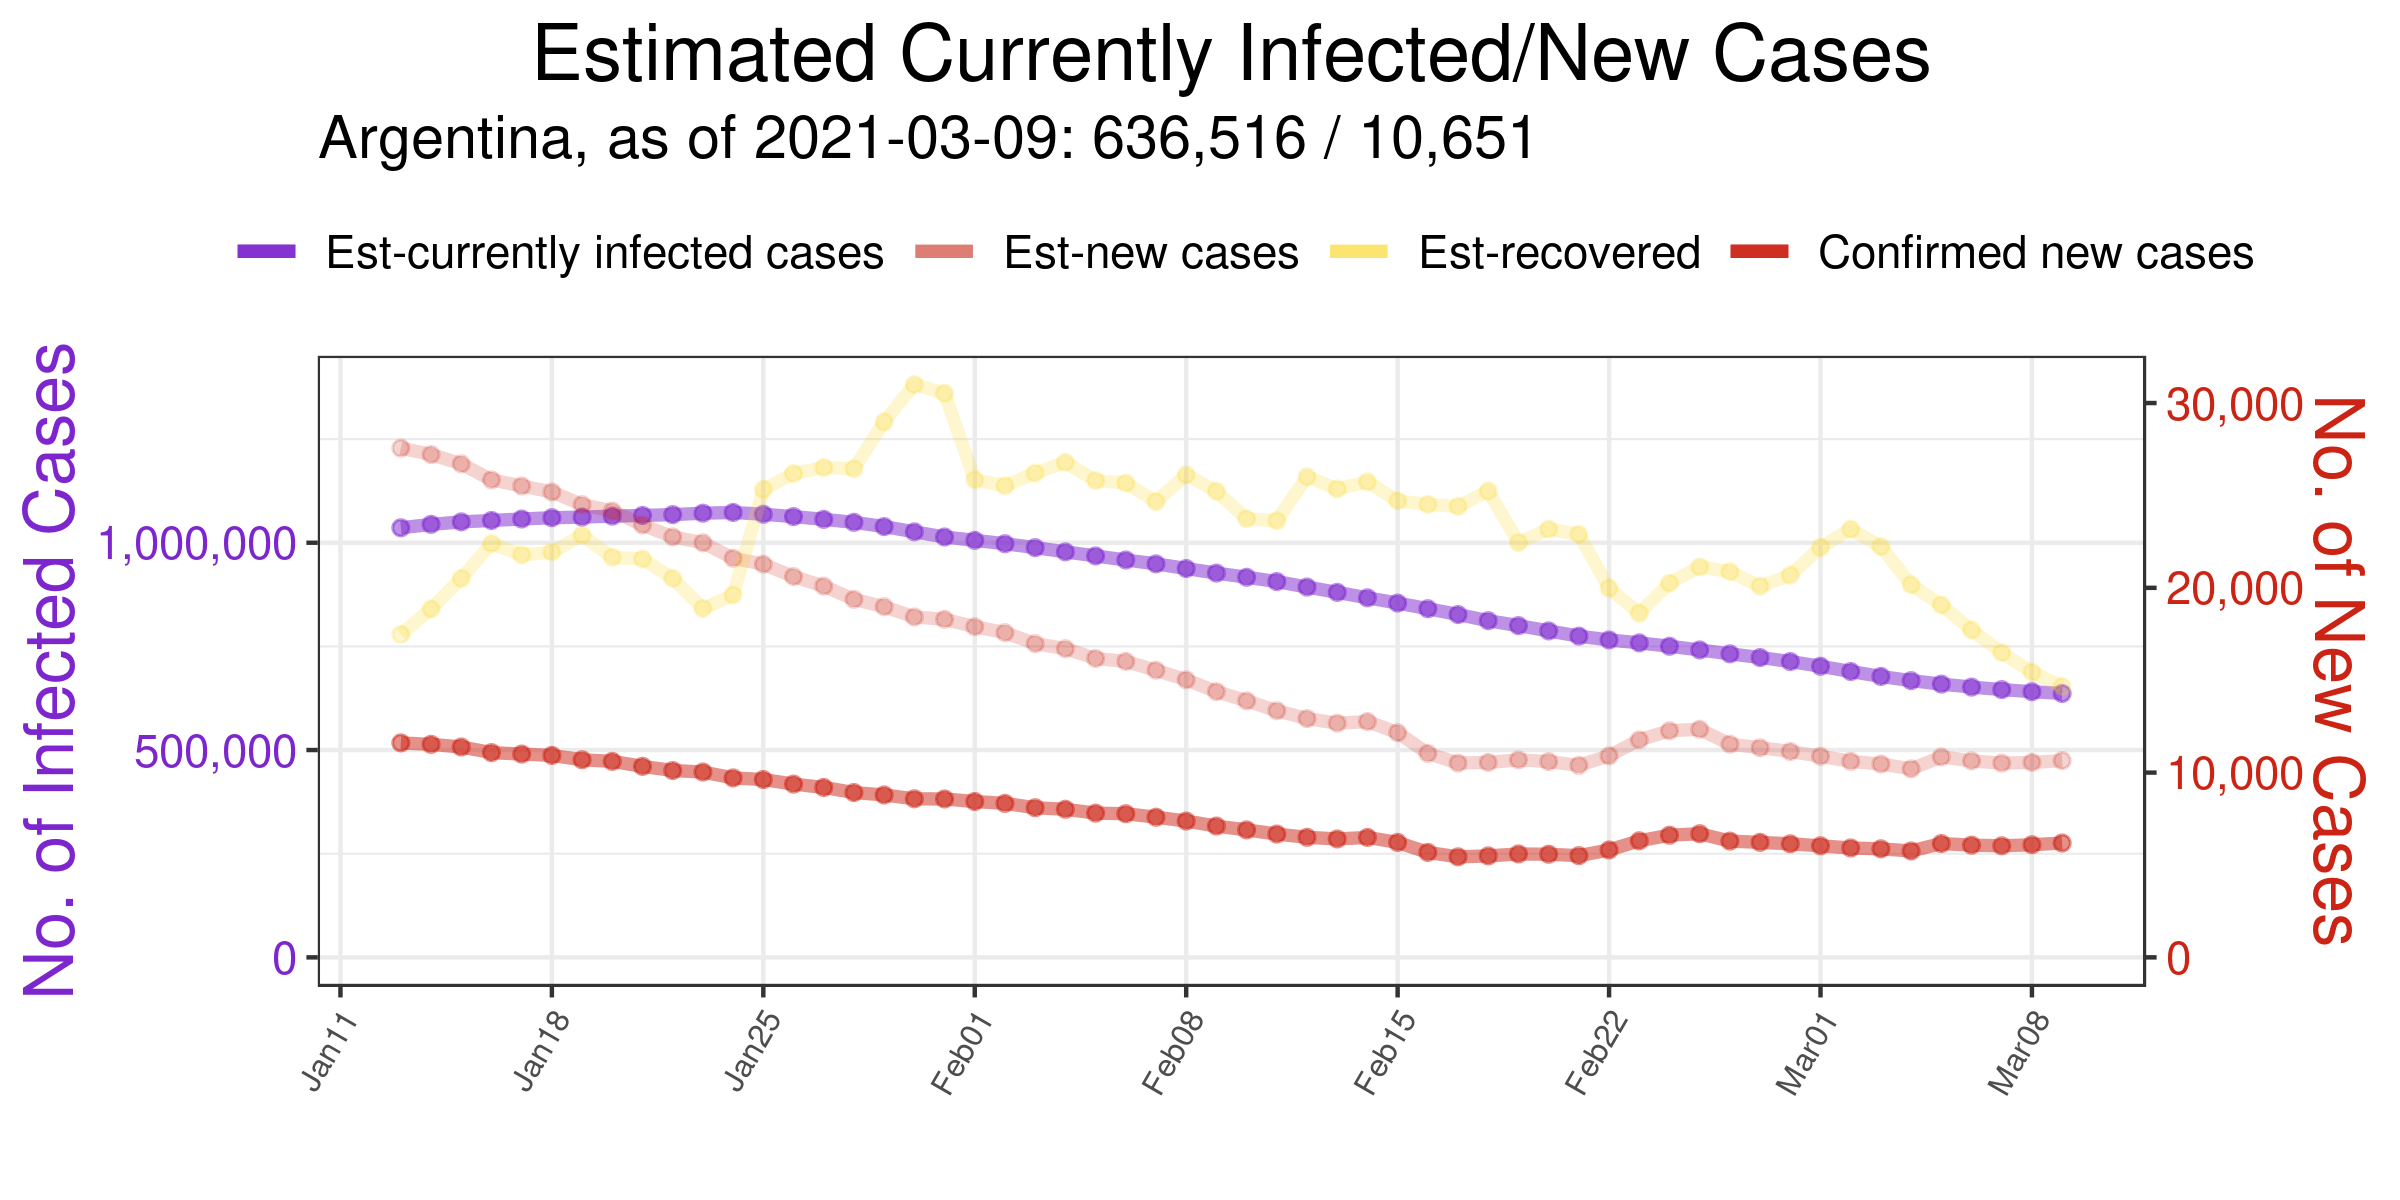 Estimated Currently Infected/New Cases
Argentina, as of 2021-03-09: 636,516 / 10,651
Est-currently infected cases Est-new cases Est-recovered Confirmed new cases
No. of Infected Cases
1,000,000
500,000
0
30,000
20,000
10,000
0
No. of New Cases
Jan11 Jan18 Jan25 Feb01 Feb08 Feb15 Feb22 Mar01 Mar08